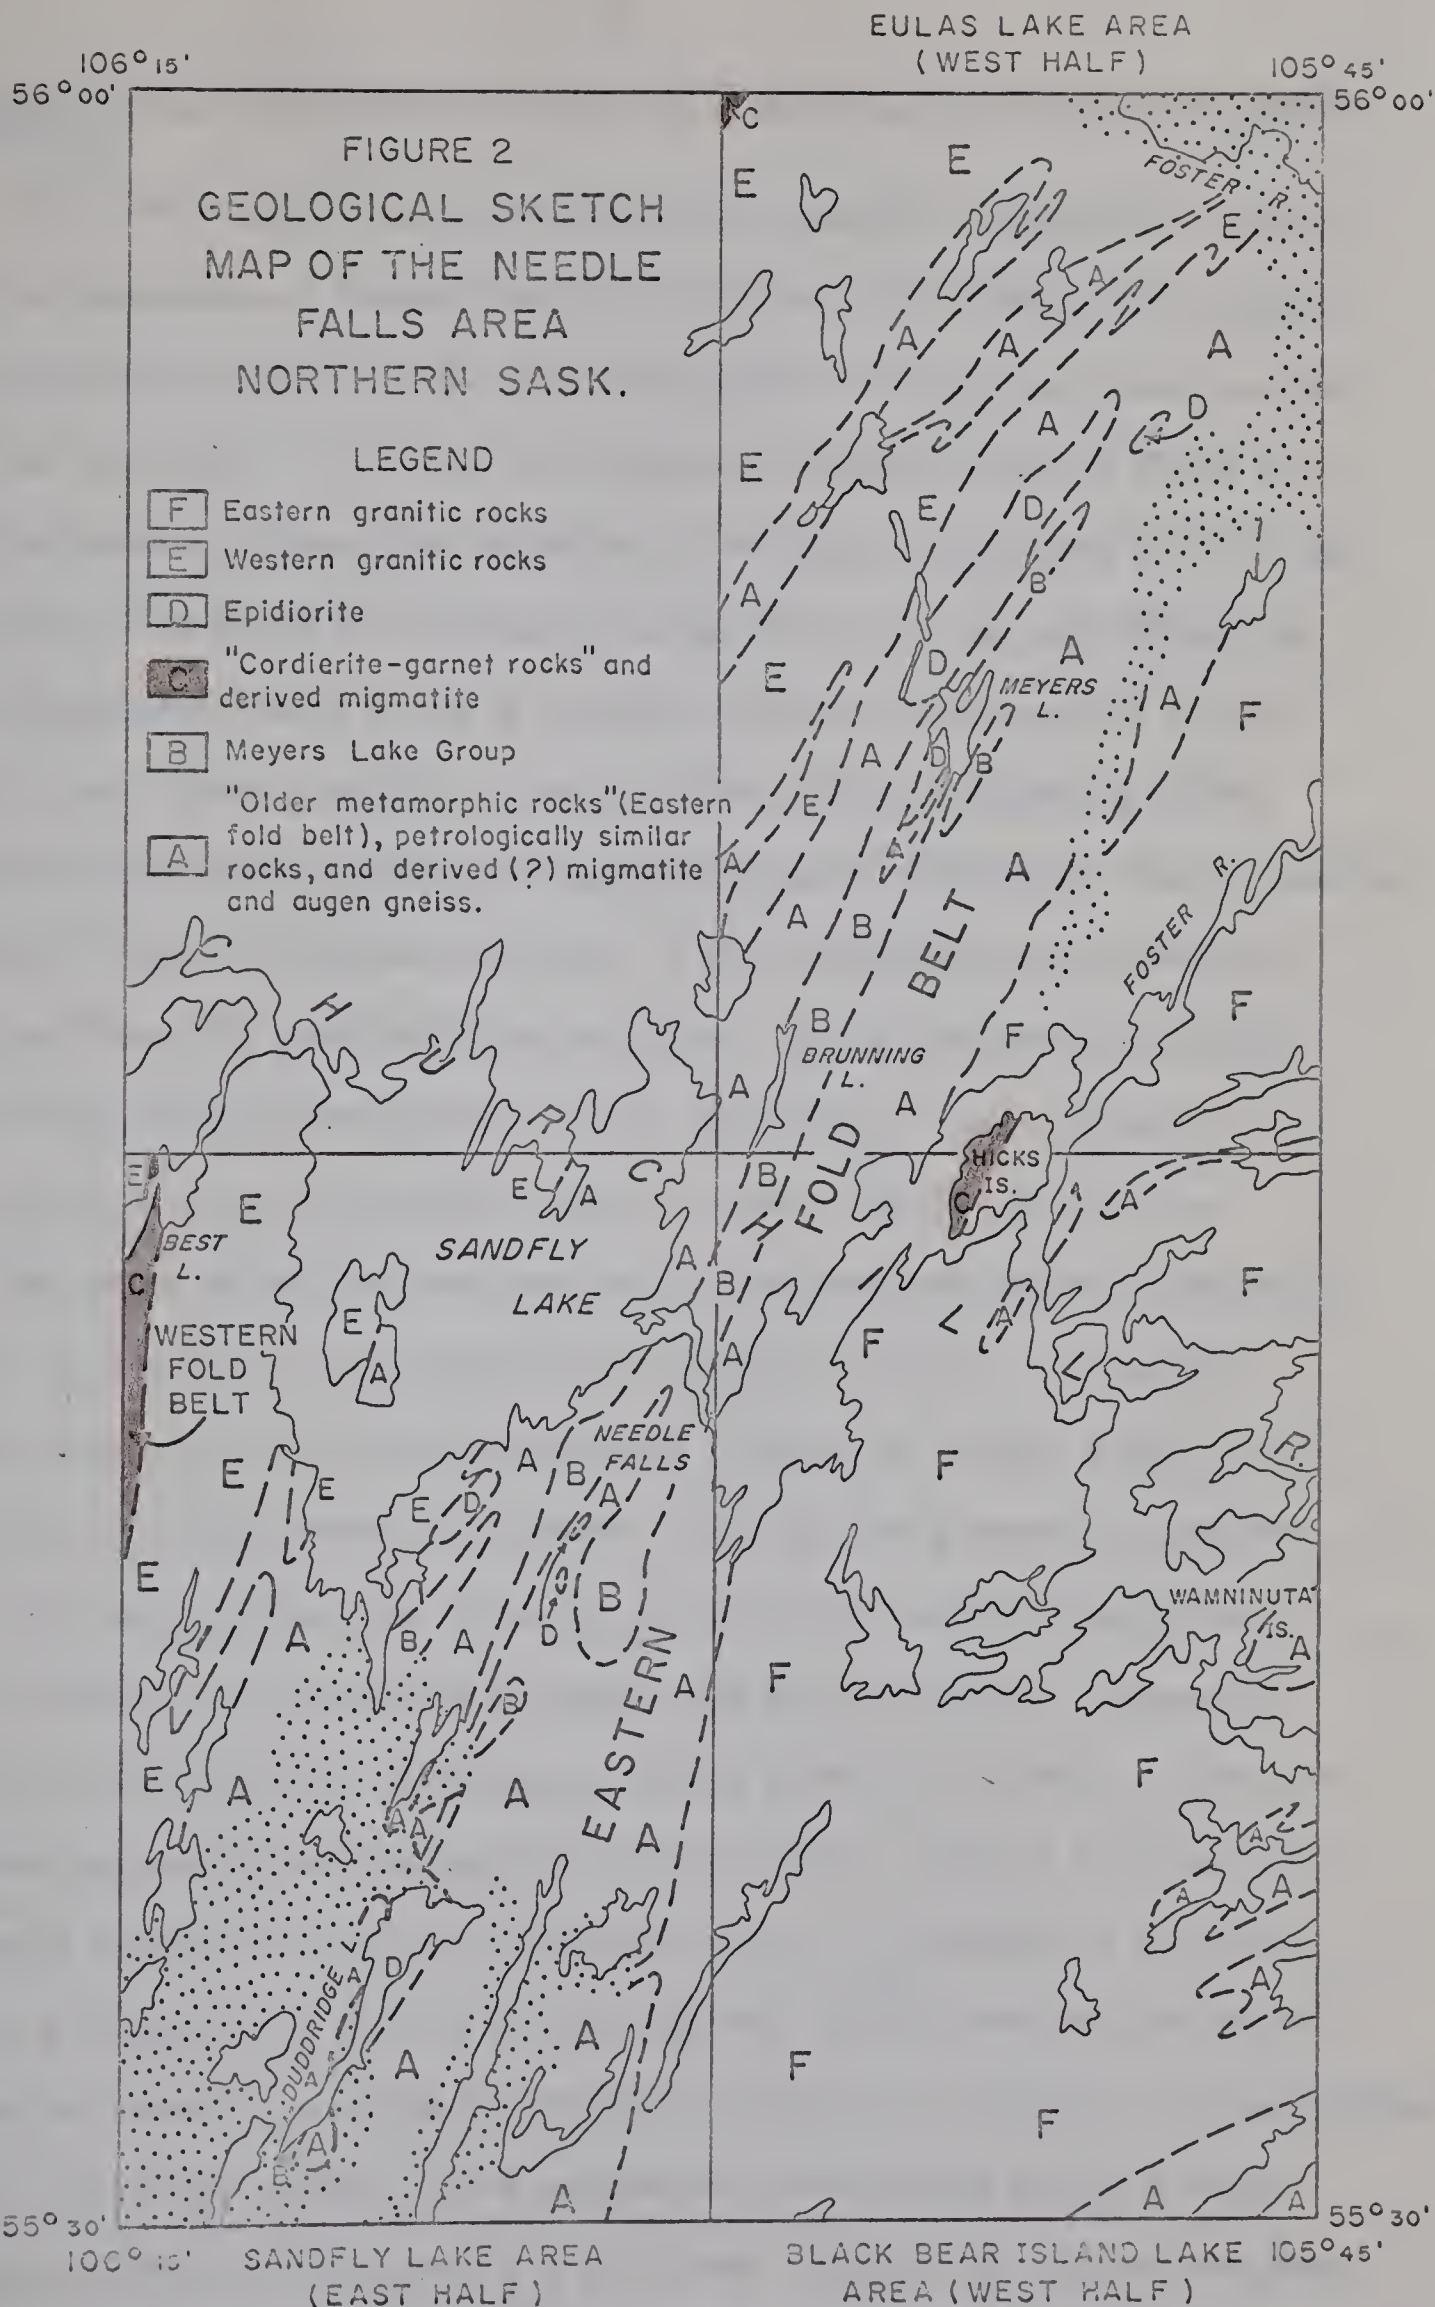 EULAS LAKE AREA
(WEST HALF)
106° 15'
105° 45'
56° 00'
56° 00'
FIGURE 2
GEOLOGICAL SKETCH
MAP OF THE NEEDLE
FALLS AREA
NORTHERN SASK.
LEGEND
F Eastern granitic rocks
E Western granitic rocks
D Epidiorite
C "Cordierite-garnet rocks" and
derived migmatite
B Meyers Lake Group
"Older metamorphic rocks" (Eastern
fold belt), petrologically similar
A rocks, and derived (?) migmatite
and augen gneiss.
C
E
E
FOSTER R.
E
A
A
A
A
D
A
E
E
D
A
B
A
E
D
MEYERS
L.
A
F
A
D
B
E
A
A
A
A
B
BELT
FOSTER R.
F
B
F
BRUNNING
L.
A
A
C H U R C H I L L R.
E
E
E
A
B
FOLD
HICKS
IS.
C
A
A
BEST
L.
C
SANDFLY
LAKE
A
B
F
E
A
WESTERN
FOLD
BELT
A
F
A
NEEDLE
FALLS
E
E
E
D
A
B
A
F
E
B
D
A
B
A
WAMNINUTA
IS.
A
B
EASTERN
A
F
E
A
A
A
F
A
A
A
A
A
A
DUDDRIDGE L.
A
D
A
A
A
A
A
B
F
F
A
A
A
55° 30'
55° 30'
106° 15'
SANDFLY LAKE AREA
(EAST HALF)
BLACK BEAR ISLAND LAKE
AREA (WEST HALF)
105° 45'